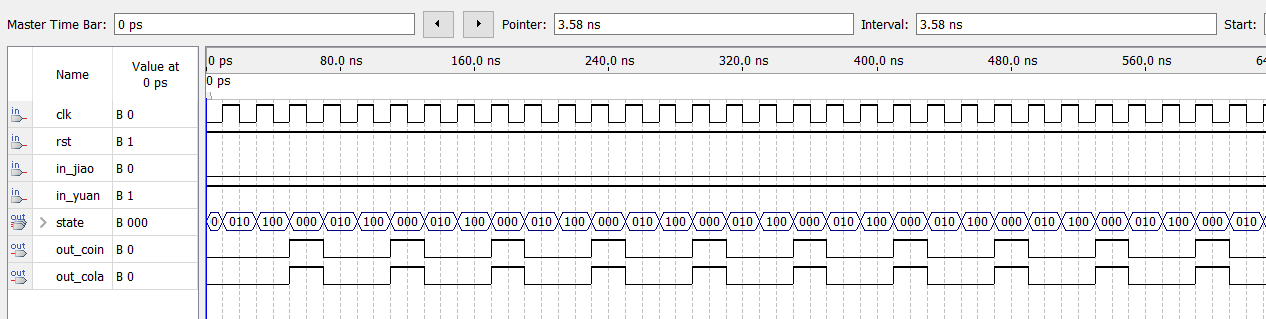 Master Time Bar: 0 ps Pointer: 3.58 ns Interval: 3.58 ns Start:
Name Value at 0 ps
0 ps 80.0 ns 160.0 ns 240.0 ns 320.0 ns 400.0 ns 480.0 ns 560.0 ns 64
0 ps
in clk B 0
in rst B 1
in in_jiao B 0
in in_yuan B 1
out state B 000 0 010 100 000 010 100 000 010 100 000 010 100 000 010 100 000 010 100 000 010 100 000 010 100 000 010 100 000 010 100 000 010
out out_coin B 0
out out_cola B 0